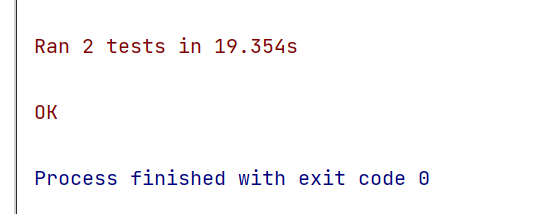 Ran 2 tests in 19.354s
OK
Process finished with exit code 0